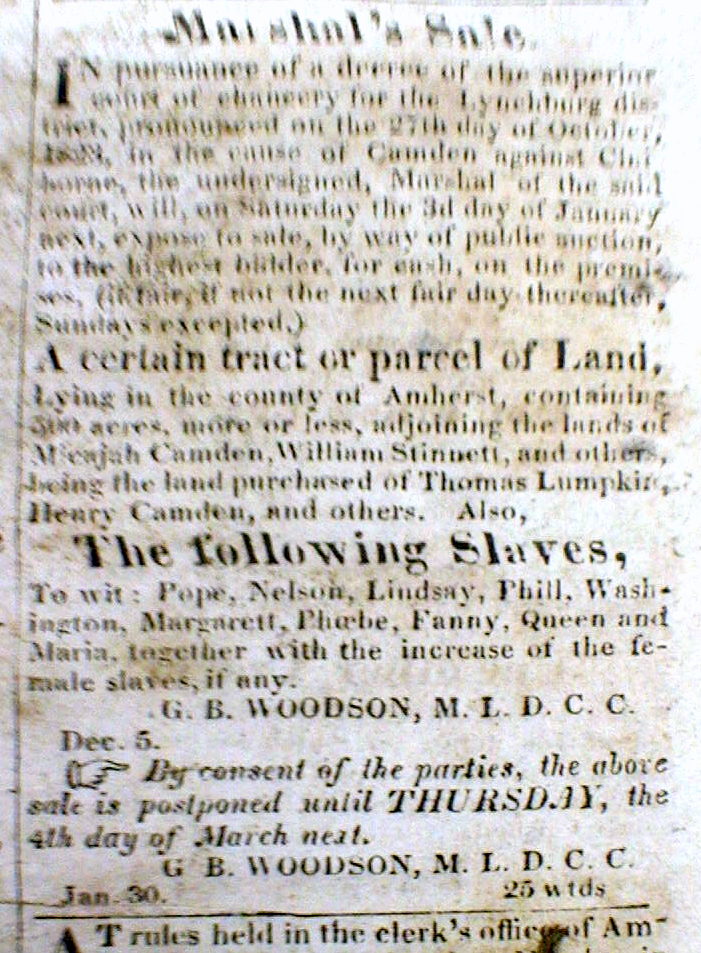 Marshal's Sale.
IN pursuance of a decree of the superior
court of chancery for the Lynchburg dis-
trict, pronounced on the 27th day of October,
1823, in the cause of Camden against Clai
borne, the undersigned, Marshal of the said
court, will, on Saturday the 3d day of January
next, expose to sale, by way of public auction,
to the highest bidder, for cash, on the premi-
ses, (if fair, if not the next fair day thereafter,
Sundays excepted.)
A certain tract or parcel of Land,
Lying in the county of Amherst, containing
500 acres, more or less, adjoining the lands of
M'cajah Camden, William Stinnett, and others,
being the land purchased of Thomas Lumpkin,
Henry Camden, and others. Also,
The following Slaves,
To wit: Pope, Nelson, Lindsay, Phill, Wash-
ington, Margarett, Phœbe, Fanny, Queen and
Maria, together with the increase of the fe-
male slaves, if any.
G. B. WOODSON, M. L. D. C. C.
Dec. 5.
☞ By consent of the parties, the above
sale is postponed until THURSDAY, the
4th day of March next.
G B. WOODSON, M. L. D. C. C.
Jan. 30. 25 wtds
AT rules held in the clerk's office of Am-